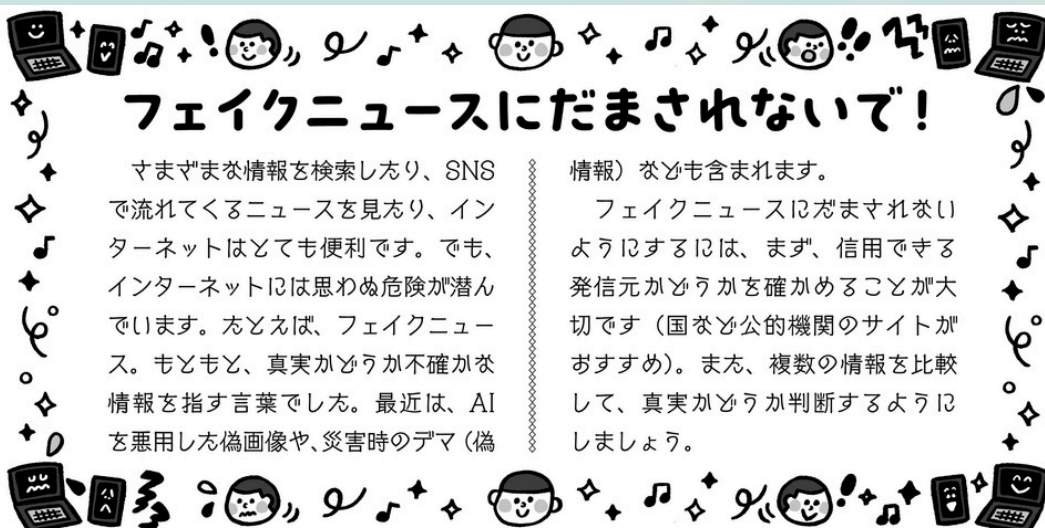 フェイクニュースにだまされないで！
さまざまな情報を検索したり、SNS
で流れてくるニュースを見たり、イン
ターネットはとても便利です。でも、
インターネットには思わぬ危険が潜ん
でいます。たとえば、フェイクニュー
ス。もともと、真実かどうか不確かな
情報を指す言葉でした。最近は、AI
を悪用した偽画像や、災害時のデマ（偽
情報）なども含まれます。
フェイクニュースにだまされない
ようにするには、まず、信用できる
発信元かどうかを確かめることが大
切です（国など公的機関のサイトが
おすすめ）。また、複数の情報を比較
して、真実かどうか判断するように
しましょう。